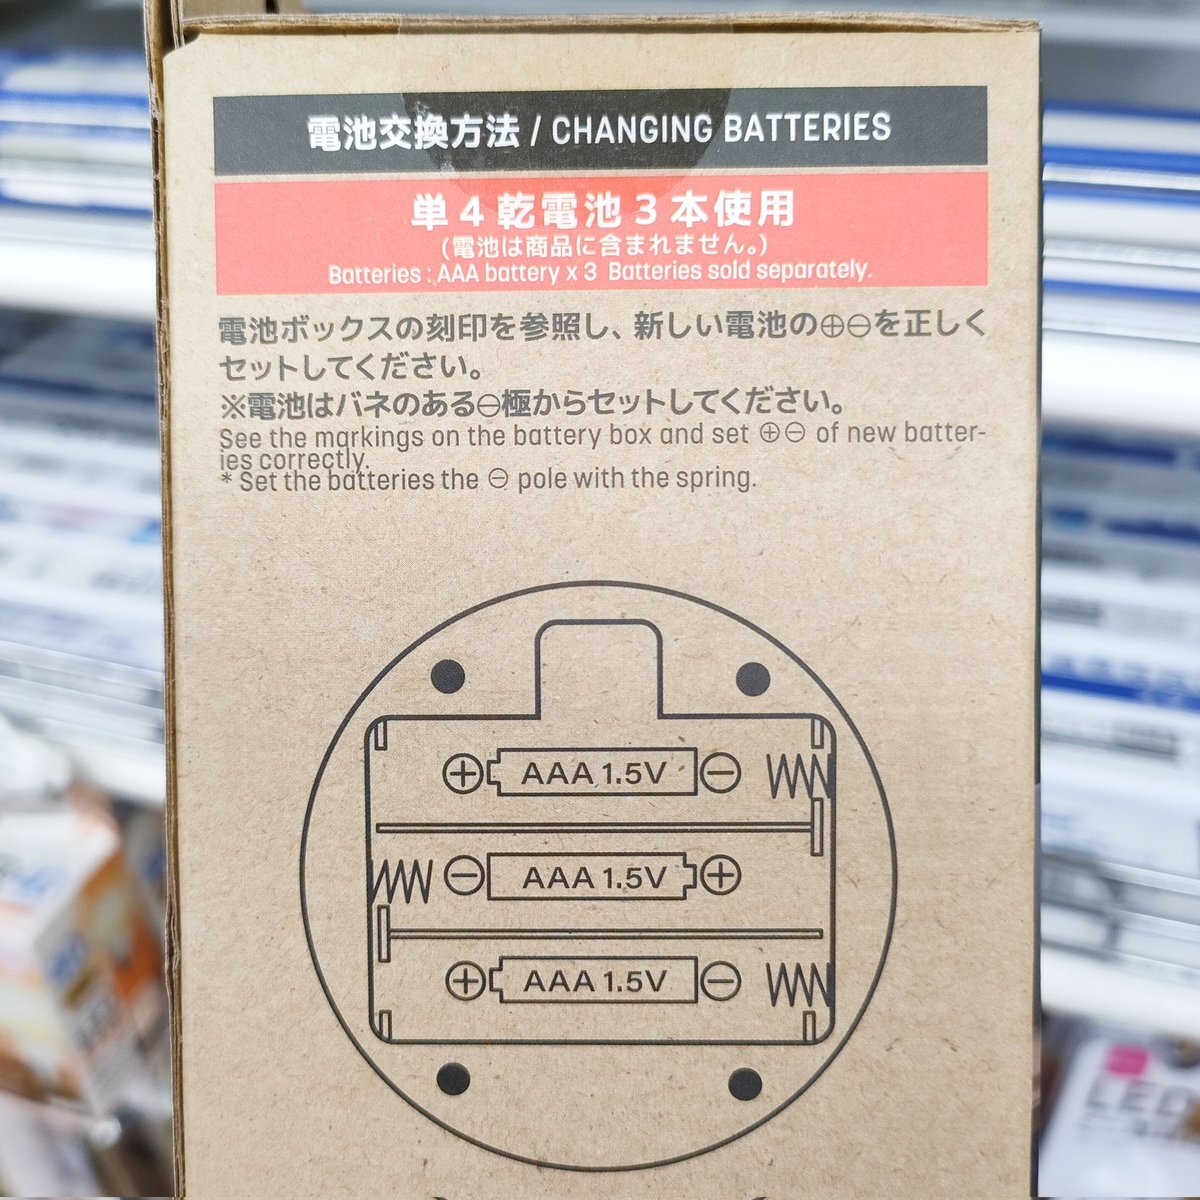 電池交換方法 / CHANGING BATTERIES
単4乾電池3本使用
(電池は商品に含まれません。)
Batteries : AAA battery x 3 Batteries sold separately.
電池ボックスの刻印を参照し、新しい電池の⊕⊖を正しく
セットしてください。
※電池はバネのある⊖極からセットしてください。
See the markings on the battery box and set ⊕⊖ of new batter-
ies correctly.
* Set the batteries the ⊖ pole with the spring.
⊕ AAA 1.5V ⊖
⊖ AAA 1.5V ⊕
⊕ AAA 1.5V ⊖
LED